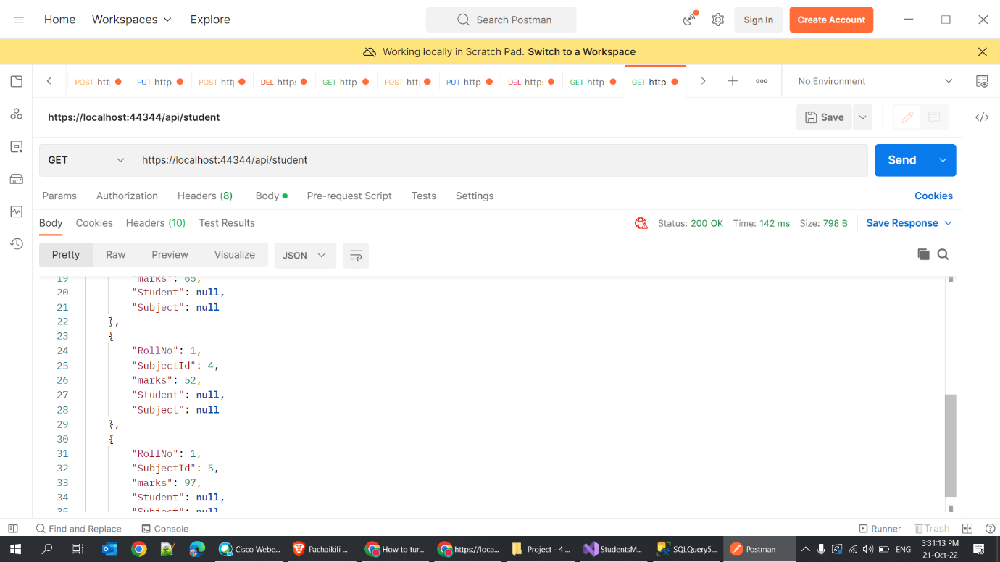 Home Workspaces Explore Search Postman Sign In Create Account
Working locally in Scratch Pad. Switch to a Workspace
POST htt PUT http POST htt DEL http: GET http POST htt PUT http DEL http: GET http GET http No Environment
https://localhost:44344/api/student Save
GET https://localhost:44344/api/student Send
Params Authorization Headers (8) Body Pre-request Script Tests Settings Cookies
Body Cookies Headers (10) Test Results Status: 200 OK Time: 142 ms Size: 798 B Save Response
Pretty Raw Preview Visualize JSON
19 "marks": 65,
20 "Student": null,
21 "Subject": null
22 },
23 {
24 "RollNo": 1,
25 "SubjectId": 4,
26 "marks": 52,
27 "Student": null,
28 "Subject": null
29 },
30 {
31 "RollNo": 1,
32 "SubjectId": 5,
33 "marks": 97,
34 "Student": null,
35 "Subject": null
Find and Replace Console Runner Trash
Cisco Webe... Pachaikili ... How to tur... https://loca... Project - 4 ... StudentsM... SQLQuery5.... Postman ENG 3:31:13 PM
21-Oct-22